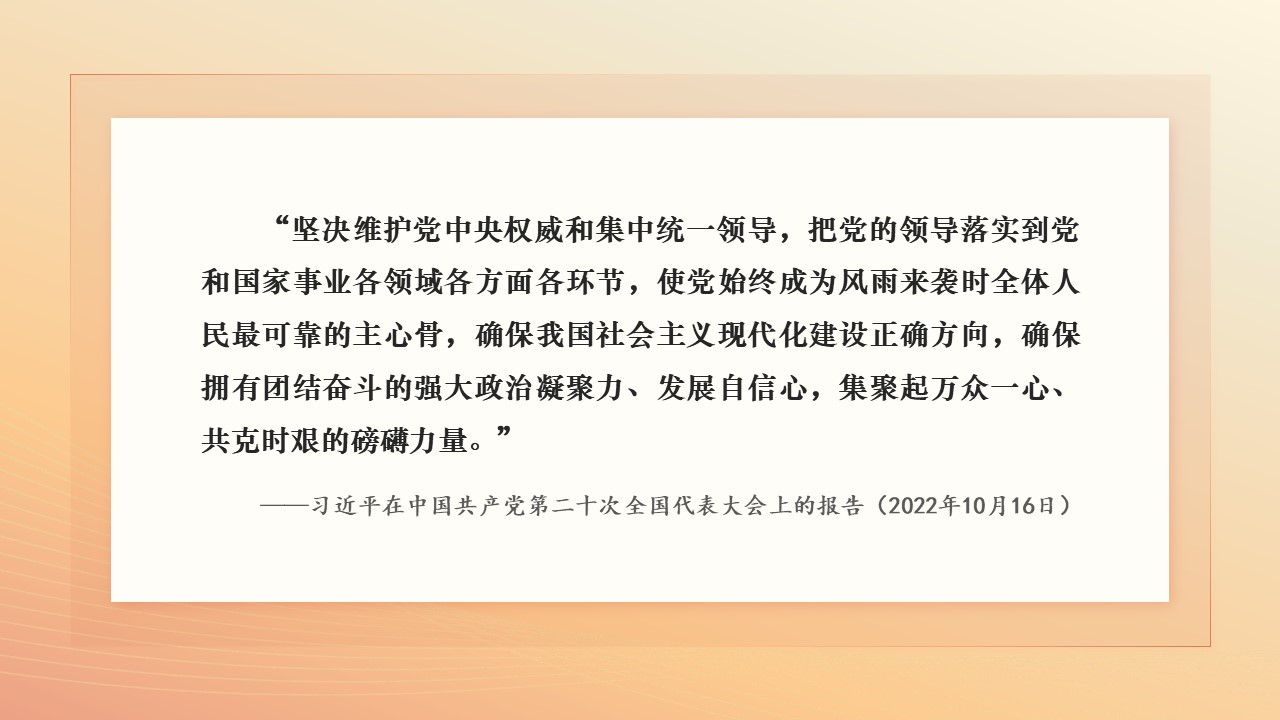 “坚决维护党中央权威和集中统一领导，把党的领导落实到党
和国家事业各领域各方面各环节，使党始终成为风雨来袭时全体人
民最可靠的主心骨，确保我国社会主义现代化建设正确方向，确保
拥有团结奋斗的强大政治凝聚力、发展自信心，集聚起万众一心、
共克时艰的磅礴力量。”
——习近平在中国共产党第二十次全国代表大会上的报告（2022年10月16日）